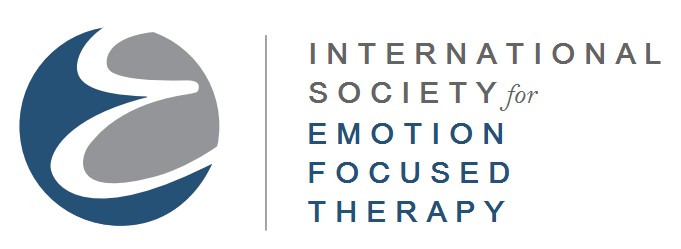 INTERNATIONAL
SOCIETY for
EMOTION
FOCUSED
THERAPY